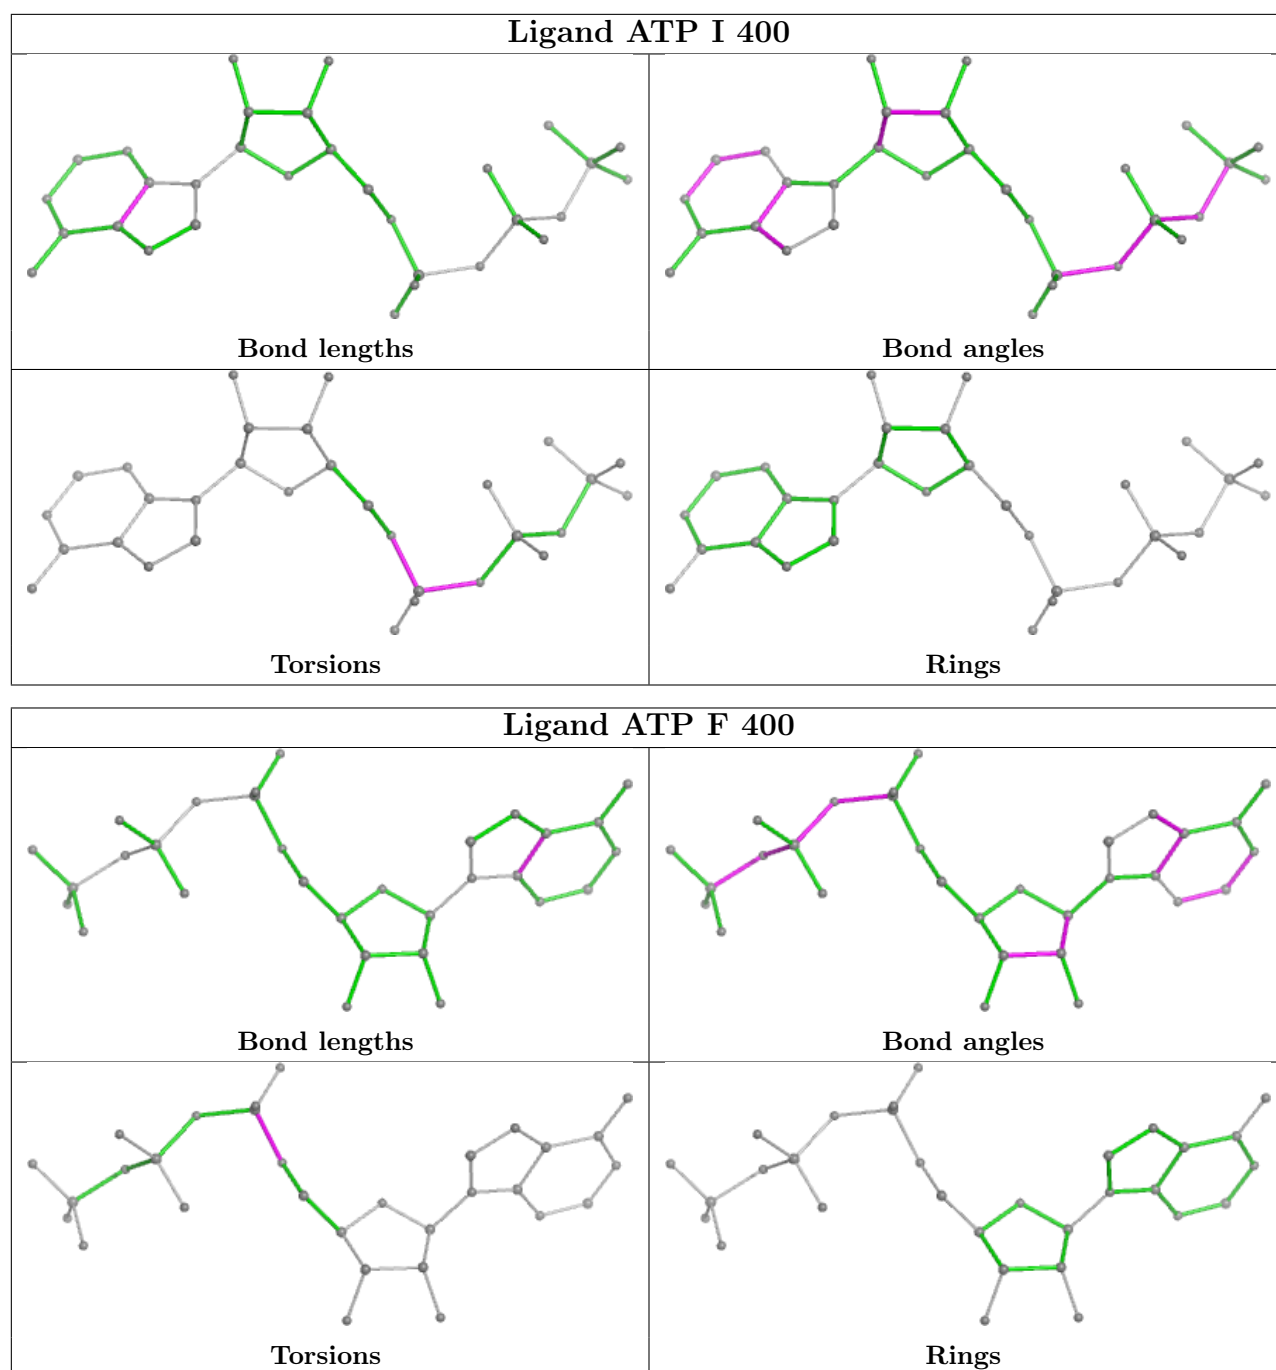 Ligand ATP I 400
Bond lengths
Bond angles
Torsions
Rings
Ligand ATP F 400
Bond lengths
Bond angles
Torsions
Rings